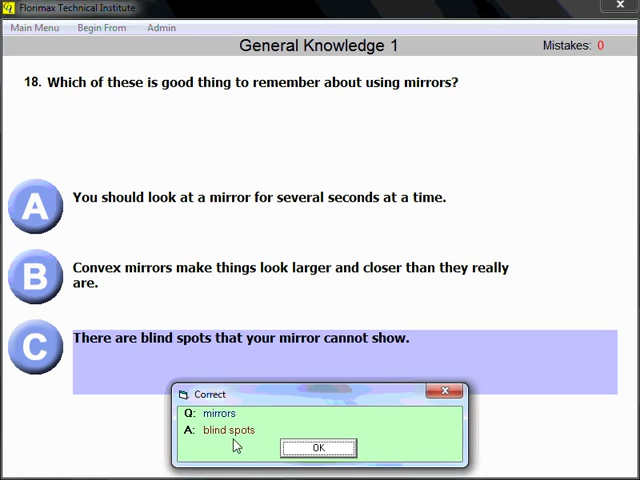 Florimax Technical Institute
Main Menu Begin From Admin
General Knowledge 1 Mistakes: 0
18. Which of these is good thing to remember about using mirrors?
A You should look at a mirror for several seconds at a time.
B Convex mirrors make things look larger and closer than they really
are.
C There are blind spots that your mirror cannot show.
Correct
Q: mirrors
A: blind spots
OK